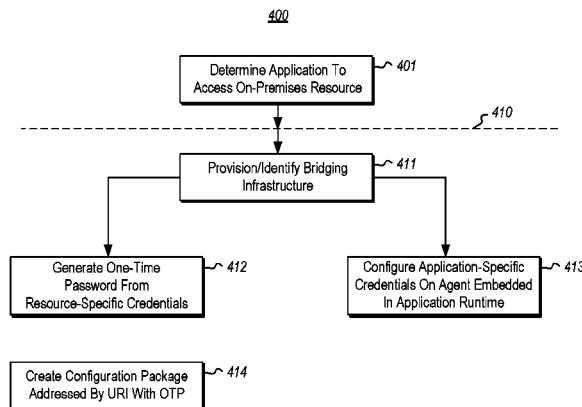 400
Determine Application To
Access On-Premises Resource
401
410
Provision/Identify Bridging
Infrastructure
411
Generate One-Time
Password From
Resource-Specific Credentials
412
Configure Application-Specific
Credentials On Agent Embedded
In Application Runtime
413
Create Configuration Package
Addressed By URI With OTP
414